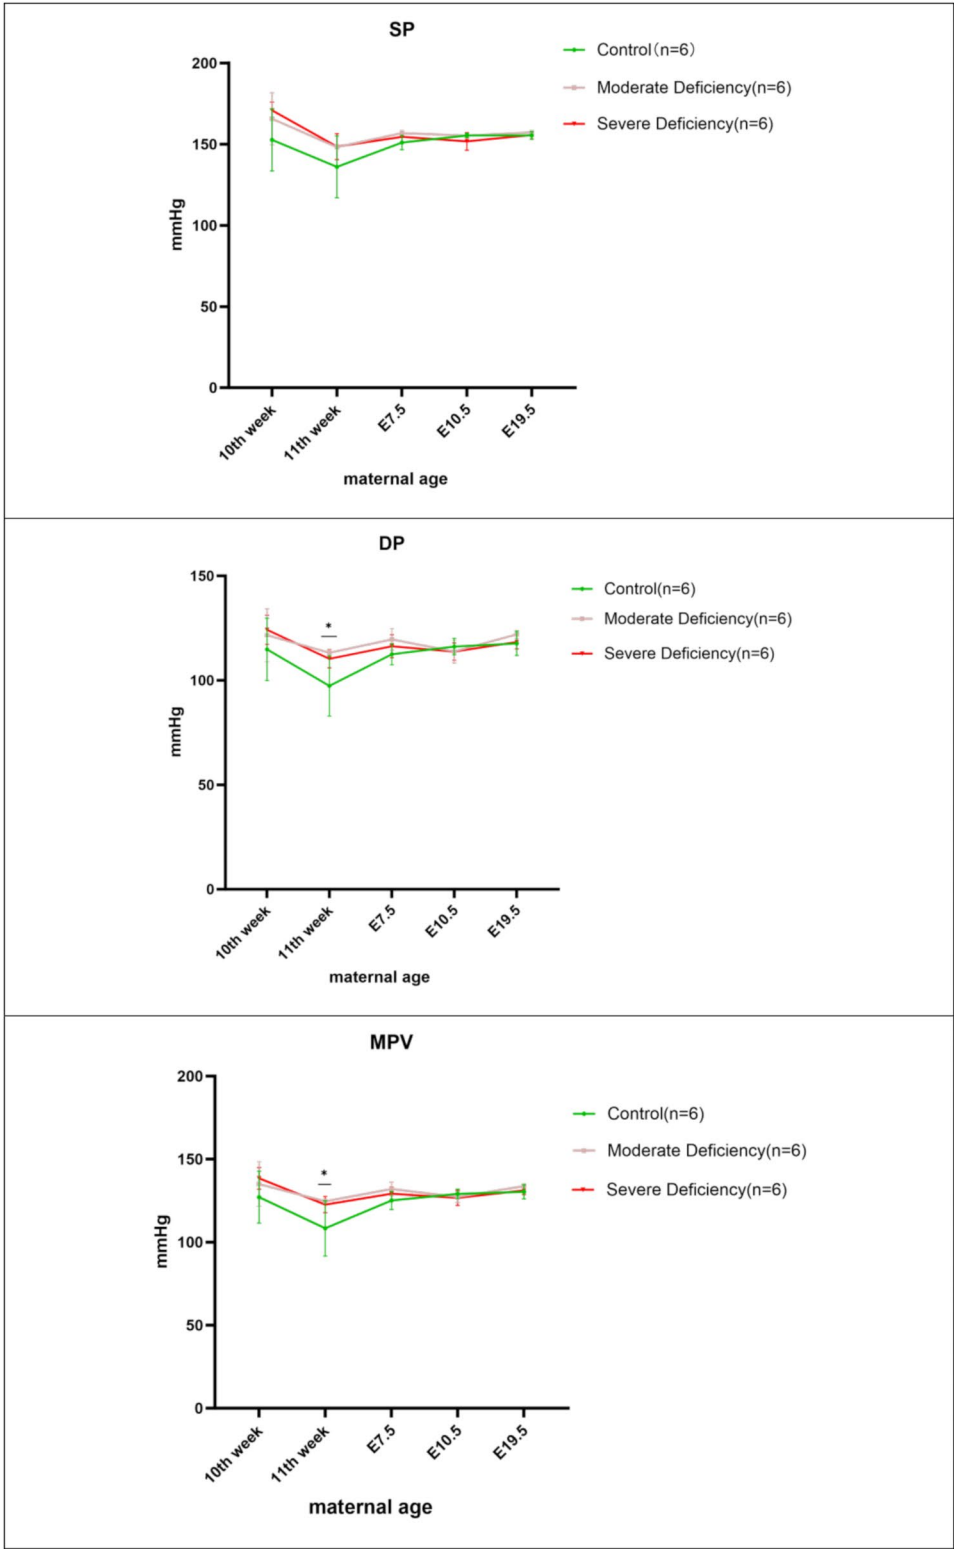 SP
Control（n=6）
Moderate Deficiency(n=6)
Severe Deficiency(n=6)
200
150
100
50
0
mmHg
10th week
11th week
E7.5
E10.5
E19.5
maternal age
DP
Control(n=6)
Moderate Deficiency(n=6)
Severe Deficiency(n=6)
150
100
50
0
*
mmHg
10th week
11th week
E7.5
E10.5
E19.5
maternal age
MPV
Control(n=6)
Moderate Deficiency(n=6)
Severe Deficiency(n=6)
200
150
100
50
0
*
mmHg
10th week
11th week
E7.5
E10.5
E19.5
maternal age